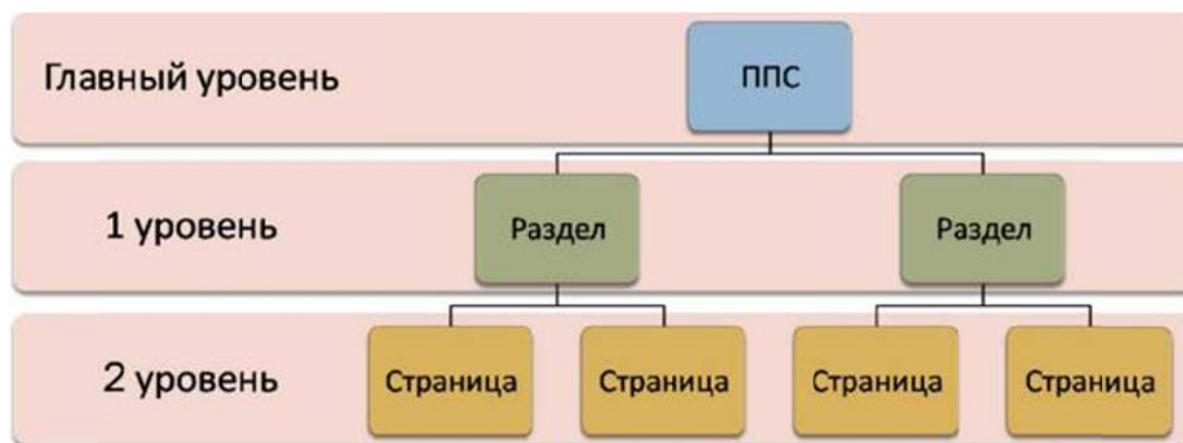 Главный уровень
ППС
1 уровень
Раздел
Раздел
2 уровень
Страница
Страница
Страница
Страница